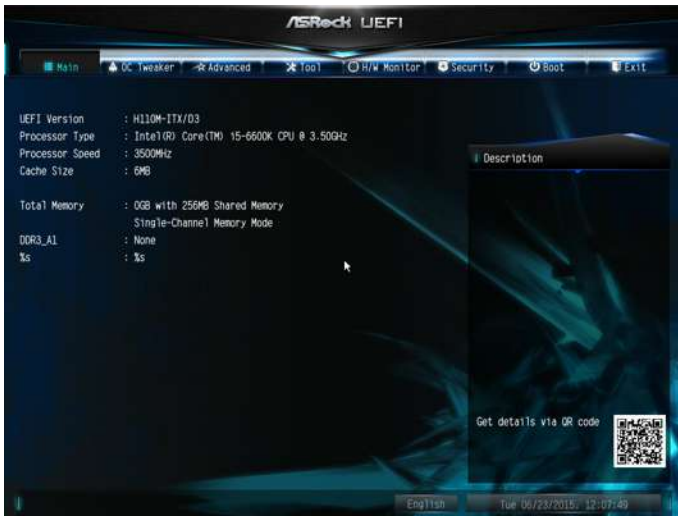 ASRock UEFI
Main OC Tweaker Advanced Tool H/W Monitor Security Boot Exit
UEFI Version : H110M-ITX/D3
Processor Type : Intel(R) Core(TM) i5-6600K CPU @ 3.50GHz
Processor Speed : 3500MHz
Cache Size : 6MB
Description
Total Memory : 0GB with 256MB Shared Memory
Single-Channel Memory Mode
DDR3_A1 : None
%s : %s
Get details via QR code
English Tue 06/23/2015, 12:07:49